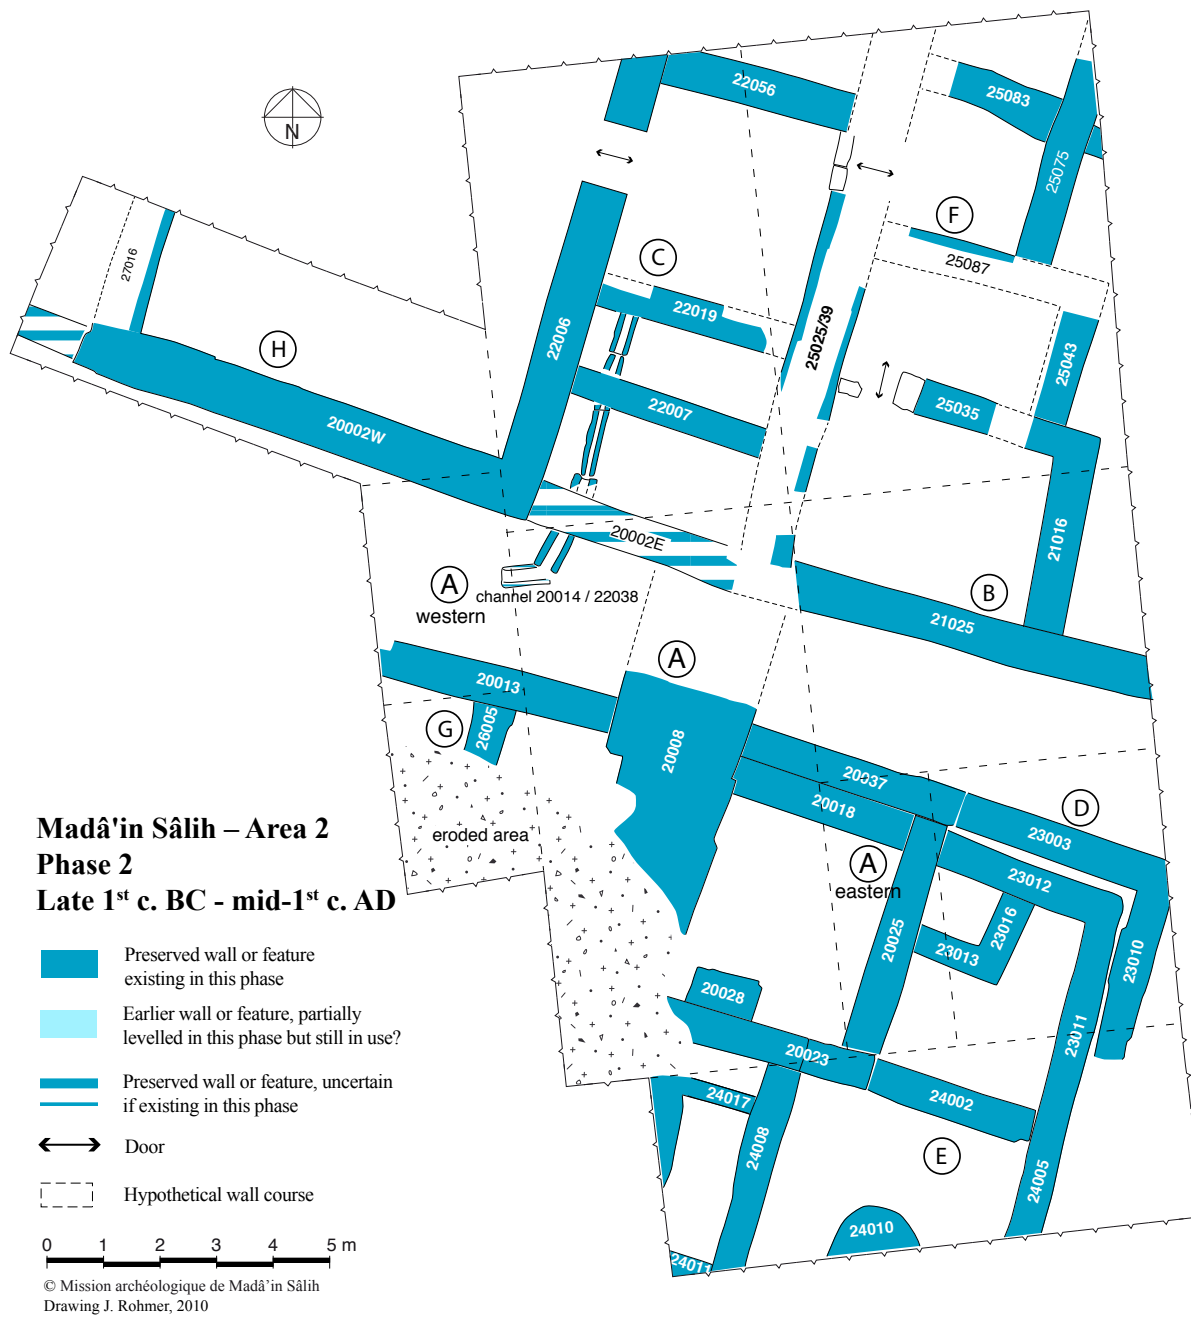 22056
25083
25075
N
F
25087
C
27016
22019
25025/39
22006
H
25043
22007
25035
20002W
20002E
21016
A
western
channel 20014 / 22038
B
21025
A
20013
G
26005
20008
20037
20018
D
23003
eroded area
A
eastern
23012
20025
23016
23013
23010
20028
23011
20023
24017
24002
24008
E
24005
24010
24011
Madâ'in Sâlih – Area 2
Phase 2
Late 1st c. BC - mid-1st c. AD
Preserved wall or feature
existing in this phase
Earlier wall or feature, partially
levelled in this phase but still in use?
Preserved wall or feature, uncertain
if existing in this phase
Door
Hypothetical wall course
0 1 2 3 4 5 m
© Mission archéologique de Madâ'in Sâlih
Drawing J. Rohmer, 2010